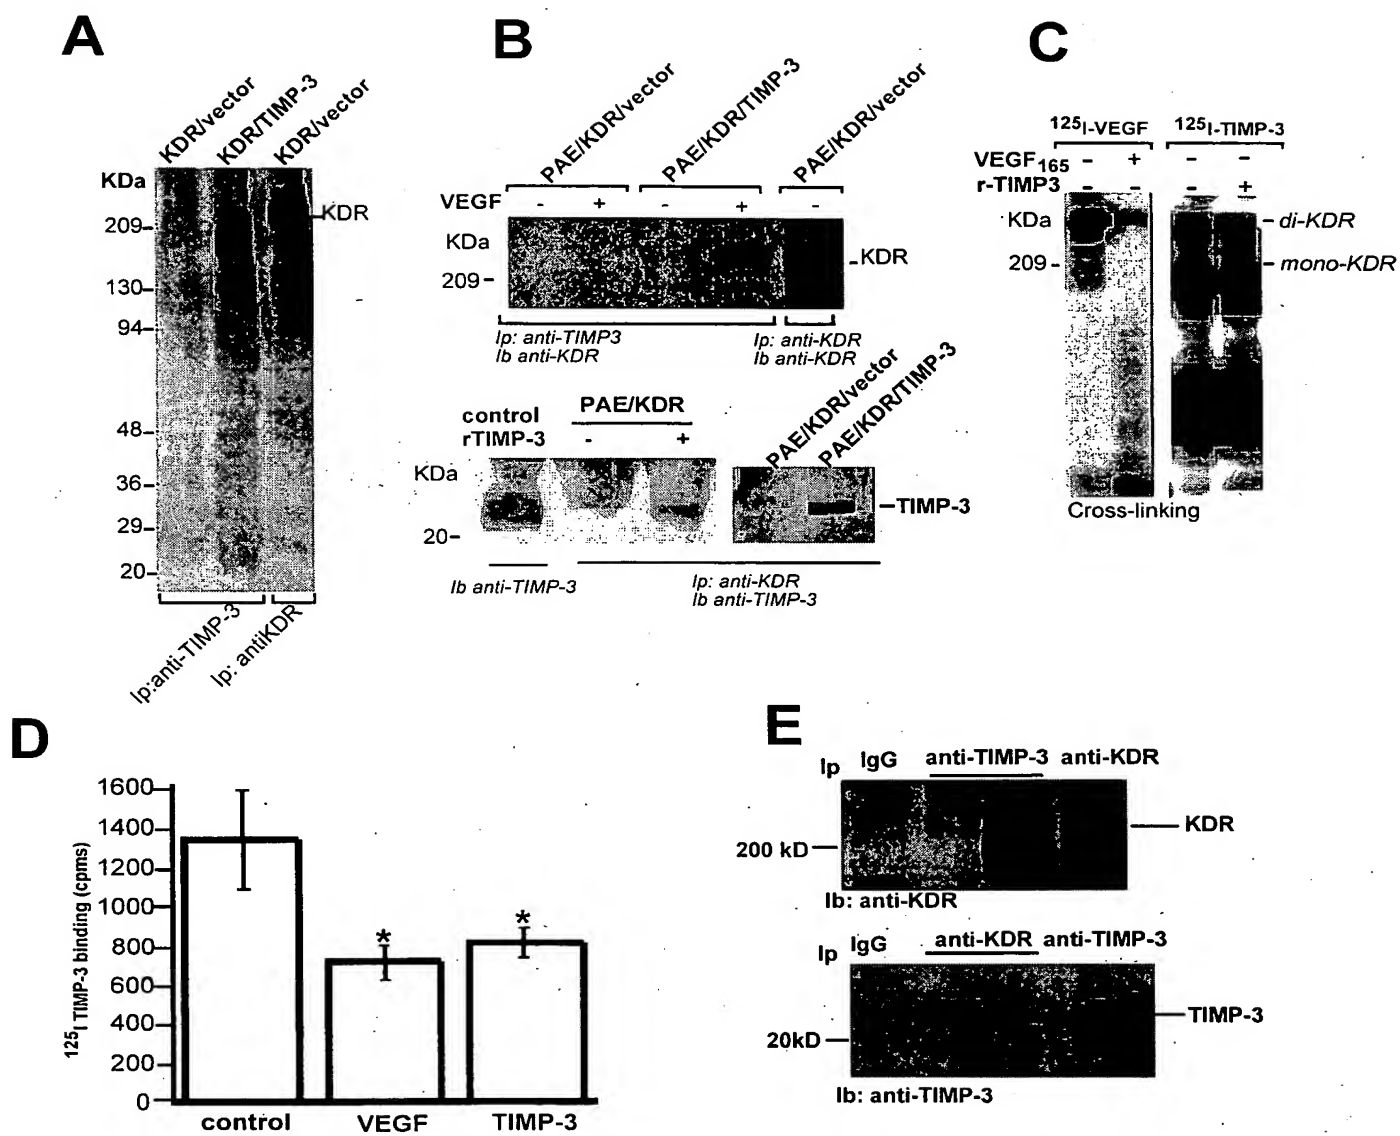 A
KDR/vector
KDR/TIMP-3
KDR/vector
KDa
209
130
94
48
36
29
20
KDR
Ip:anti-TIMP-3
Ip: antiKDR
B
PAE/KDR/vector
PAE/KDR/TIMP-3
PAE/KDR/vector
VEGF - + - + -
KDa
209
KDR
Ip: anti-TIMP3
Ib anti-KDR
Ip: anti-KDR
Ib anti-KDR
control
rTIMP-3
PAE/KDR
- +
PAE/KDR/vector
PAE/KDR/TIMP-3
KDa
20
TIMP-3
Ib anti-TIMP-3
Ip: anti-KDR
Ib anti-TIMP-3
C
125I-VEGF 125I-TIMP-3
VEGF165 - + - -
r-TIMP3 - - - +
KDa
209
di-KDR
mono-KDR
Cross-linking
D
125I TIMP-3 binding (cpms)
1600
1400
1200
1000
800
600
400
200
0
* *
control VEGF TIMP-3
E
Ip IgG anti-TIMP-3 anti-KDR
200 kD
KDR
Ib: anti-KDR
Ip IgG anti-KDR anti-TIMP-3
20kD
TIMP-3
Ib: anti-TIMP-3